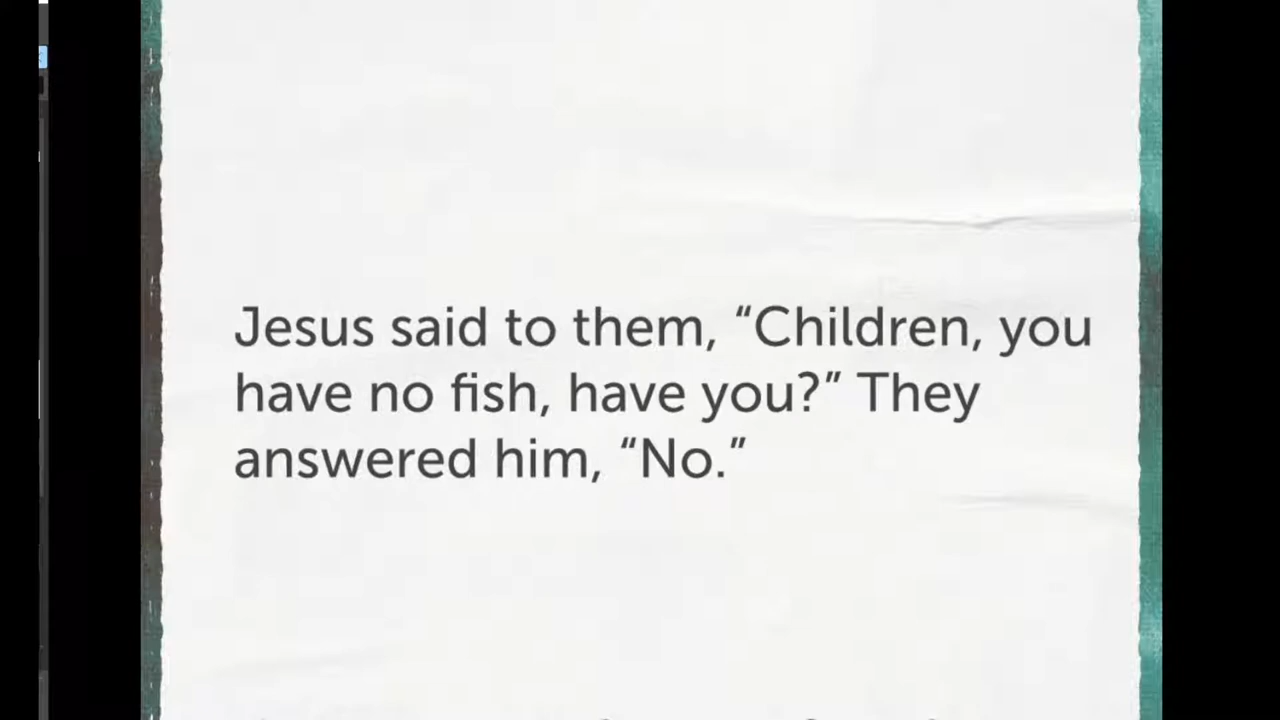 Jesus said to them, “Children, you
have no fish, have you?” They
answered him, “No.”